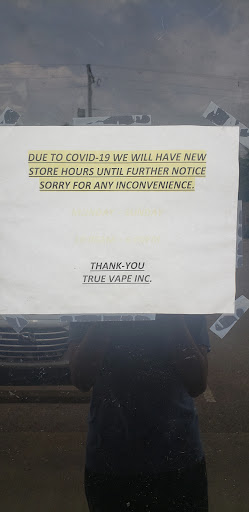 DUE TO COVID-19 WE WILL HAVE NEW
STORE HOURS UNTIL FURTHER NOTICE
SORRY FOR ANY INCONVENIENCE.
THANK-YOU
TRUE VAPE INC.